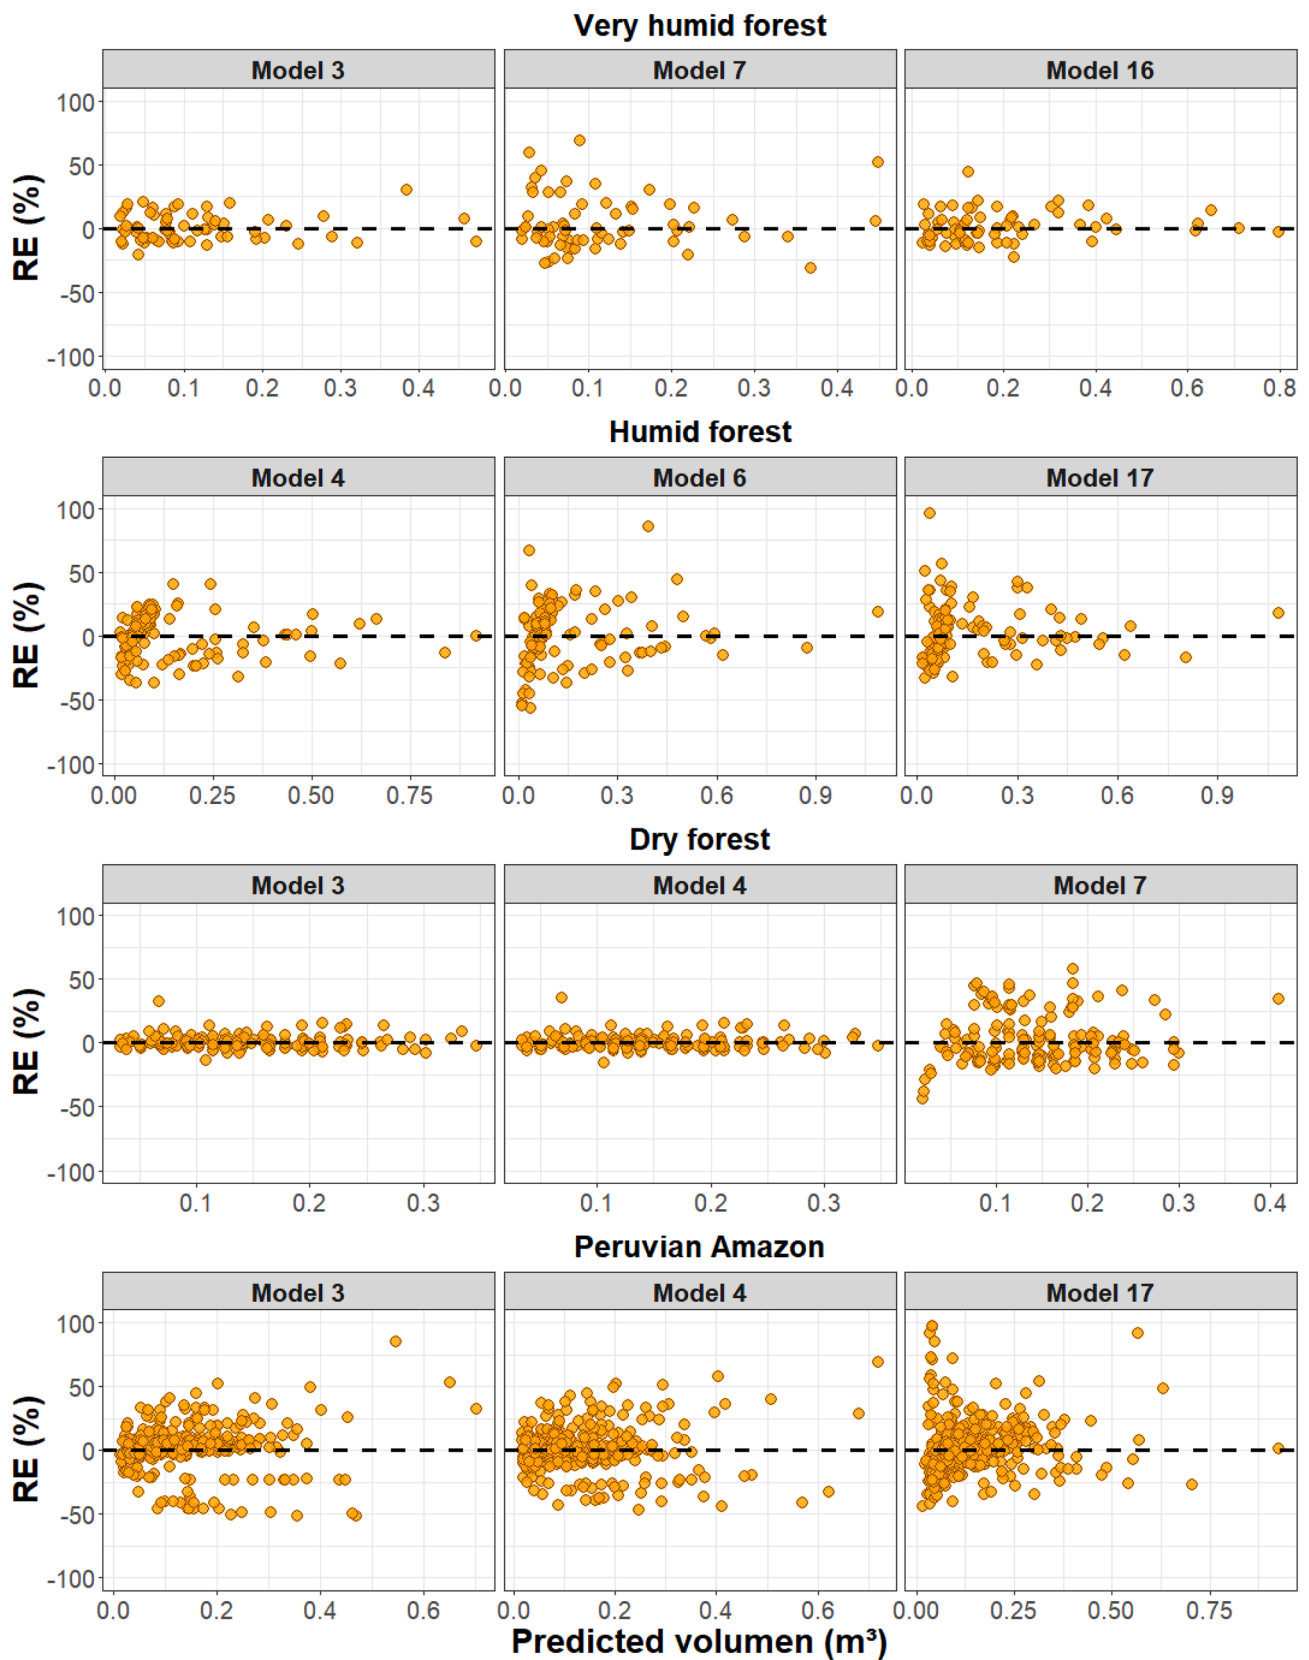 Very humid forest
Model 3 Model 7 Model 16
RE (%)
100
50
0
-50
-100
0.0 0.1 0.2 0.3 0.4 0.0 0.1 0.2 0.3 0.4 0.0 0.2 0.4 0.6 0.8
Humid forest
Model 4 Model 6 Model 17
RE (%)
100
50
0
-50
-100
0.00 0.25 0.50 0.75 0.0 0.3 0.6 0.9 0.0 0.3 0.6 0.9
Dry forest
Model 3 Model 4 Model 7
RE (%)
100
50
0
-50
-100
0.1 0.2 0.3 0.1 0.2 0.3 0.1 0.2 0.3 0.4
Peruvian Amazon
Model 3 Model 4 Model 17
RE (%)
100
50
0
-50
-100
0.0 0.2 0.4 0.6 0.0 0.2 0.4 0.6 0.00 0.25 0.50 0.75
Predicted volumen (m³)